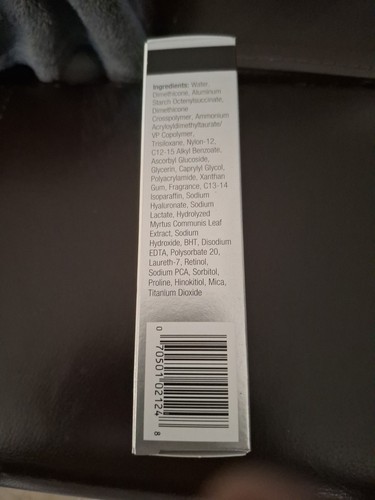 Ingredients: Water,
Dimethicone, Aluminum
Starch Octenylsuccinate,
Dimethicone
Crosspolymer, Ammonium
Acryloyldimethyltaurate/
VP Copolymer,
Trisiloxane, Nylon-12,
C12-15 Alkyl Benzoate,
Ascorbyl Glucoside,
Glycerin, Caprylyl Glycol,
Polyacrylamide, Xanthan
Gum, Fragrance, C13-14
Isoparaffin, Sodium
Hyaluronate, Sodium
Lactate, Hydrolyzed
Myrtus Communis Leaf
Extract, Sodium
Hydroxide, BHT, Disodium
EDTA, Polysorbate 20,
Laureth-7, Retinol,
Sodium PCA, Sorbitol,
Proline, Hinokitiol, Mica,
Titanium Dioxide
0 70501 02124 8